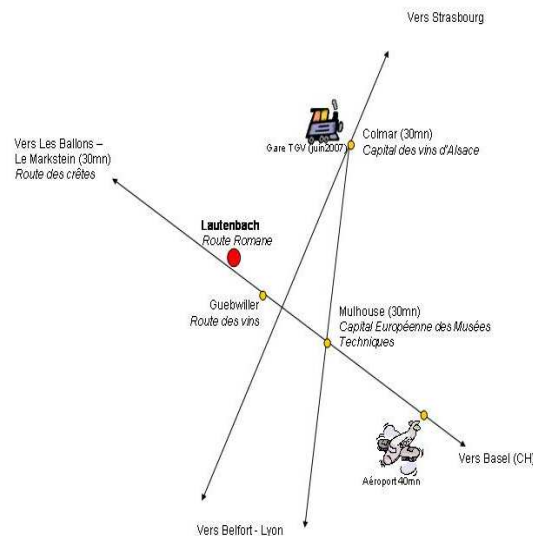 Vers Strasbourg
Colmar (30mn)
Capital des vins d'Alsace
Gare TGV (juin2007)
Vers Les Ballons –
Le Markstein (30mn)
Route des crêtes
Lautenbach
Route Romane
Guebwiller
Route des vins
Mulhouse (30mn)
Capital Européenne des Musées
Techniques
Vers Basel (CH)
Aéroport 40mn
Vers Belfort - Lyon